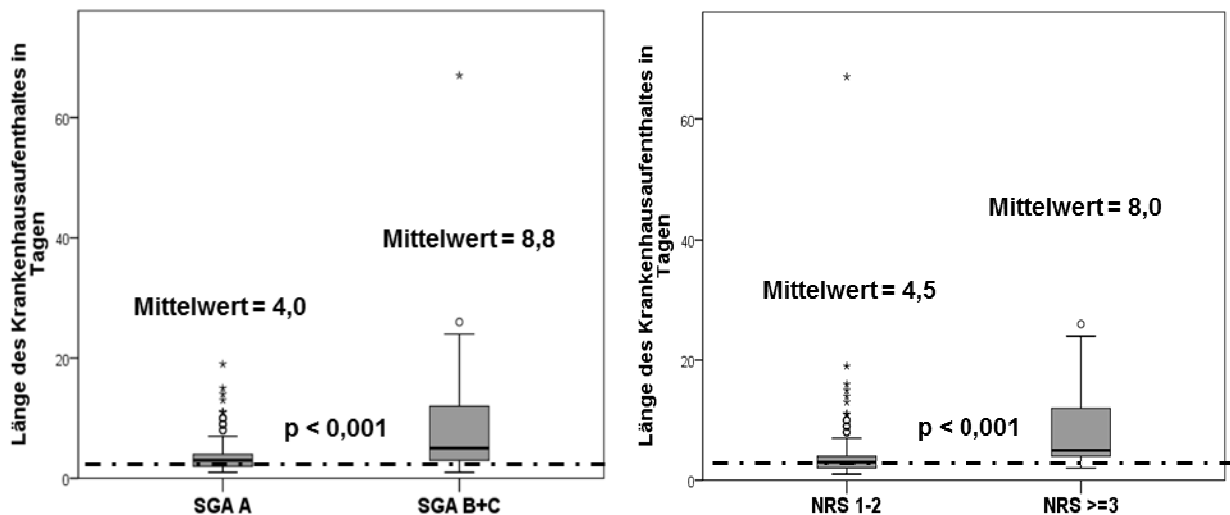 Länge des Krankenhausaufenthaltes in
Tagen
60
40
20
0
Mittelwert = 4,0
Mittelwert = 8,8
p < 0,001
SGA A
SGA B+C
Länge des Krankenhausaufenthaltes in
Tagen
60
40
20
0
Mittelwert = 4,5
Mittelwert = 8,0
p < 0,001
NRS 1-2
NRS >=3